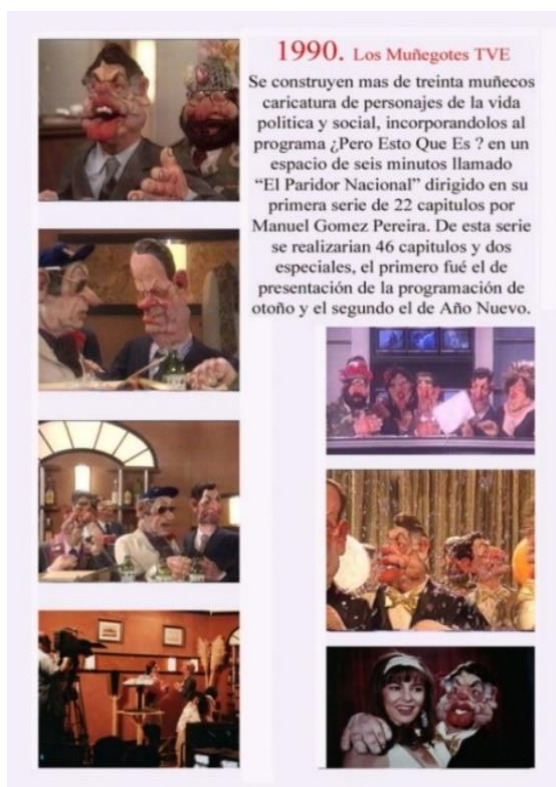 1990. Los Muñegotes TVE
Se construyen mas de treinta muñecos
caricatura de personajes de la vida
politica y social, incorporandolos al
programa ¿Pero Esto Que Es ? en un
espacio de seis minutos llamado
“El Paridor Nacional” dirigido en su
primera serie de 22 capitulos por
Manuel Gomez Pereira. De esta serie
se realizarian 46 capitulos y dos
especiales, el primero fué el de
presentación de la programación de
otoño y el segundo el de Año Nuevo.